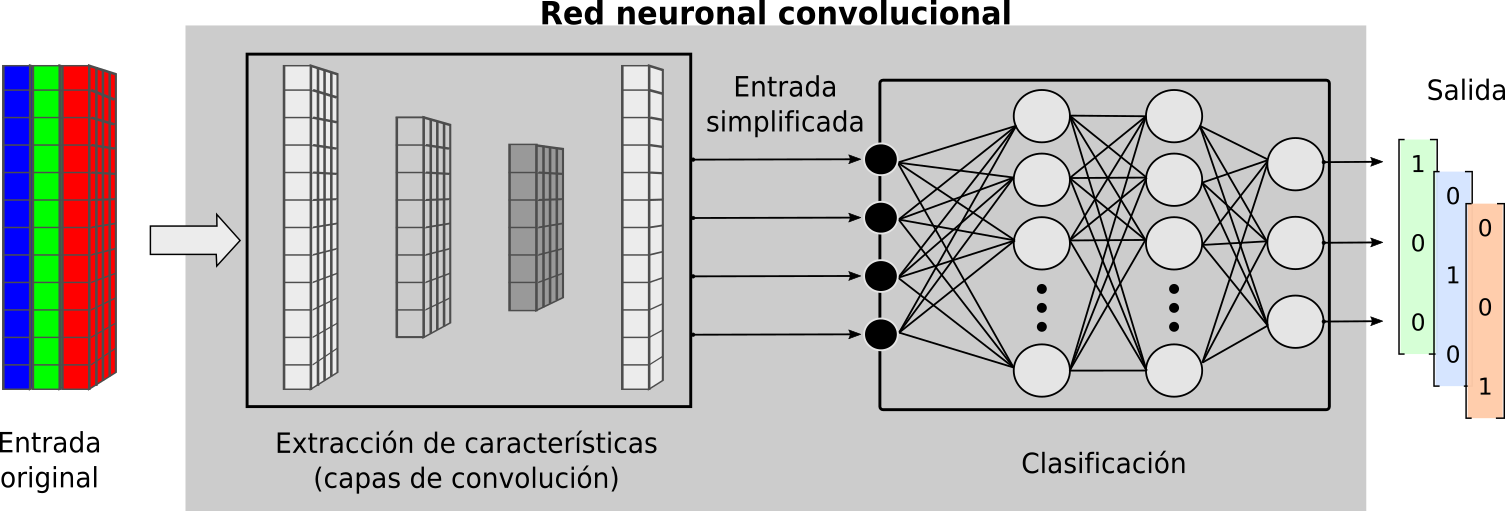 Red neuronal convolucional
Entrada
simplificada
Salida
1
0
0
0
1
0
0
0
1
Entrada
original
Extracción de características
(capas de convolución)
Clasificación